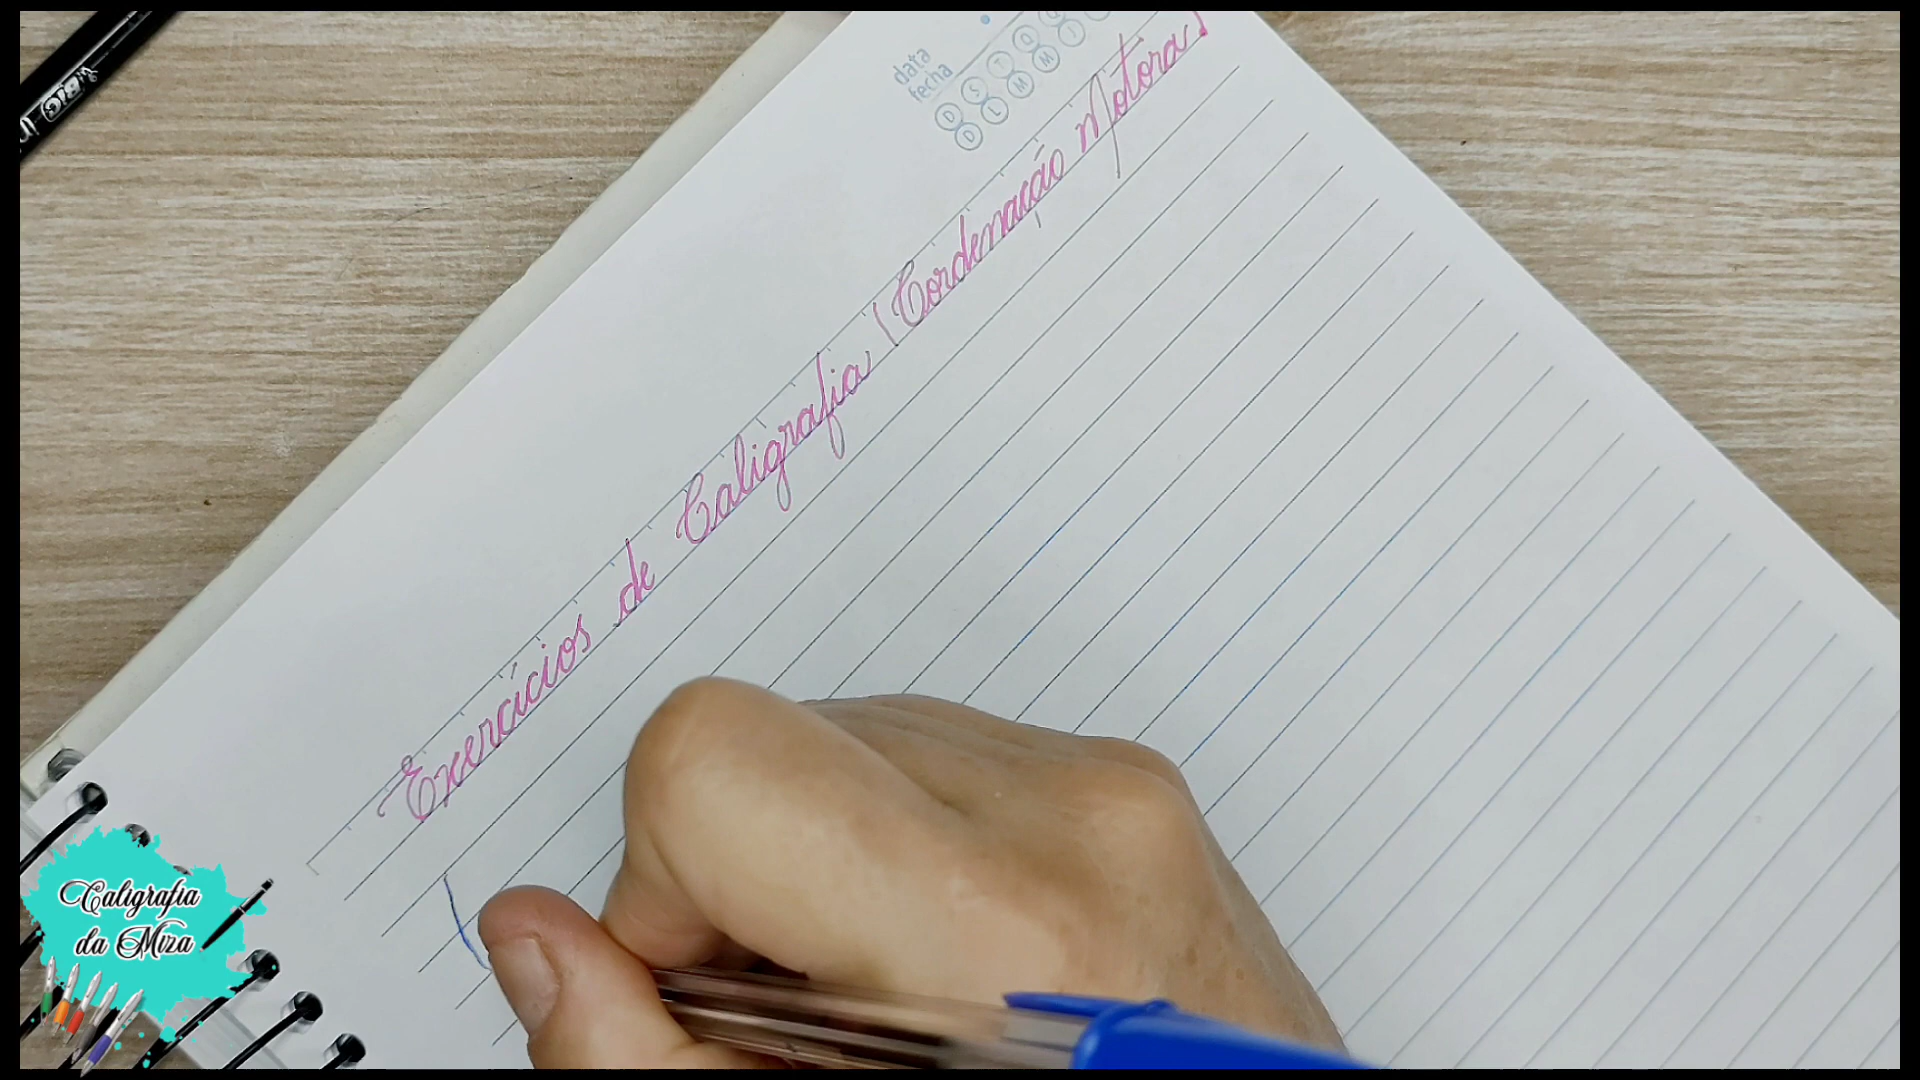 data
fecha
D S T Q Q
D L M M J
Exercícios de Caligrafia (Cordenação Motora)
BIC
Caligrafia
da Miza